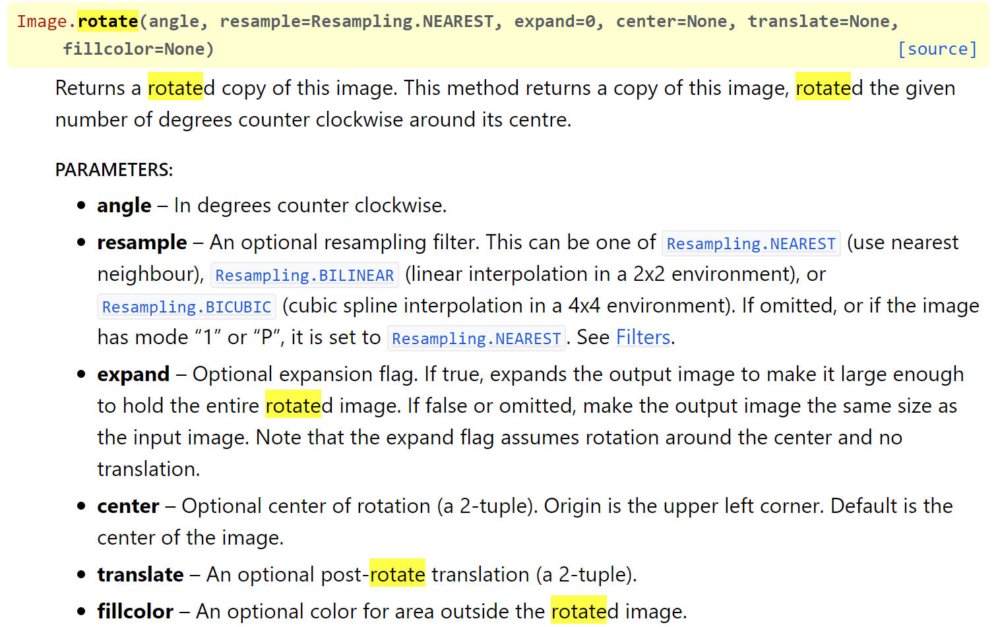 Image.rotate(angle, resample=Resampling.NEAREST, expand=0, center=None, translate=None,
fillcolor=None) [source]
Returns a rotated copy of this image. This method returns a copy of this image, rotated the given
number of degrees counter clockwise around its centre.
PARAMETERS:
• angle – In degrees counter clockwise.
• resample – An optional resampling filter. This can be one of Resampling.NEAREST (use nearest
neighbour), Resampling.BILINEAR (linear interpolation in a 2x2 environment), or
Resampling.BICUBIC (cubic spline interpolation in a 4x4 environment). If omitted, or if the image
has mode “1” or “P”, it is set to Resampling.NEAREST. See Filters.
• expand – Optional expansion flag. If true, expands the output image to make it large enough
to hold the entire rotated image. If false or omitted, make the output image the same size as
the input image. Note that the expand flag assumes rotation around the center and no
translation.
• center – Optional center of rotation (a 2-tuple). Origin is the upper left corner. Default is the
center of the image.
• translate – An optional post-rotate translation (a 2-tuple).
• fillcolor – An optional color for area outside the rotated image.